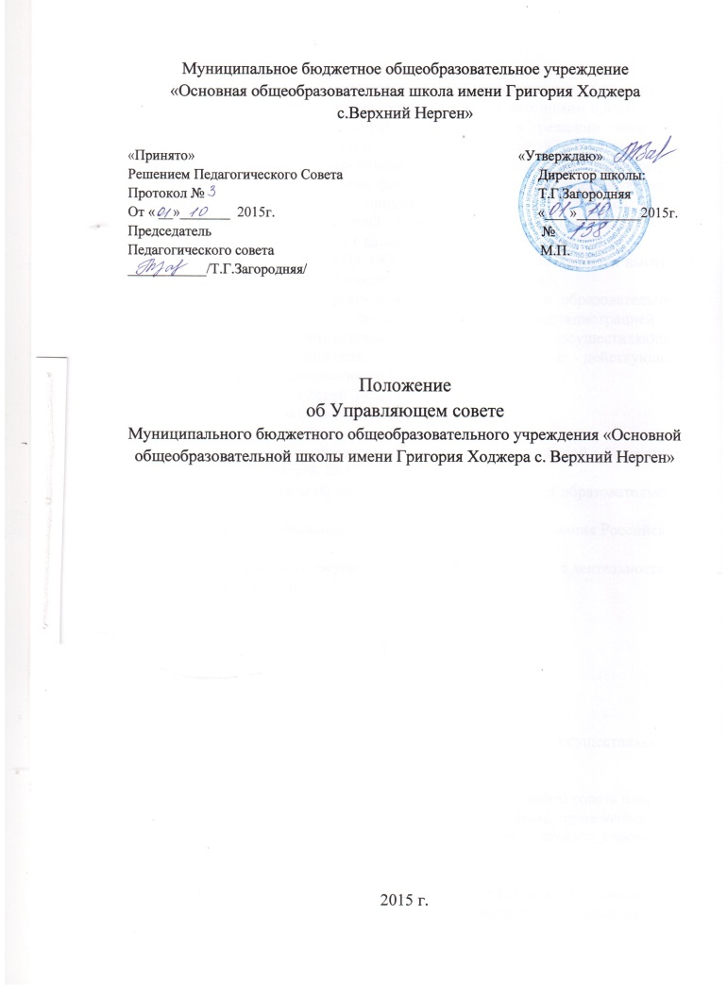 Муниципальное бюджетное общеобразовательное учреждение
«Основная общеобразовательная школа имени Григория Ходжера
с.Верхний Нерген»
«Принято» «Утверждаю»
Решением Педагогического Совета Директор школы:
Протокол № 3 Т.Г.Загородняя
От «01» 10 2015г. «01» 10 2015г.
Председатель № 138
Педагогического совета М.П.
/Т.Г.Загородняя/
Положение
об Управляющем совете
Муниципального бюджетного общеобразовательного учреждения «Основной
общеобразовательной школы имени Григория Ходжера с. Верхний Нерген»
2015 г.